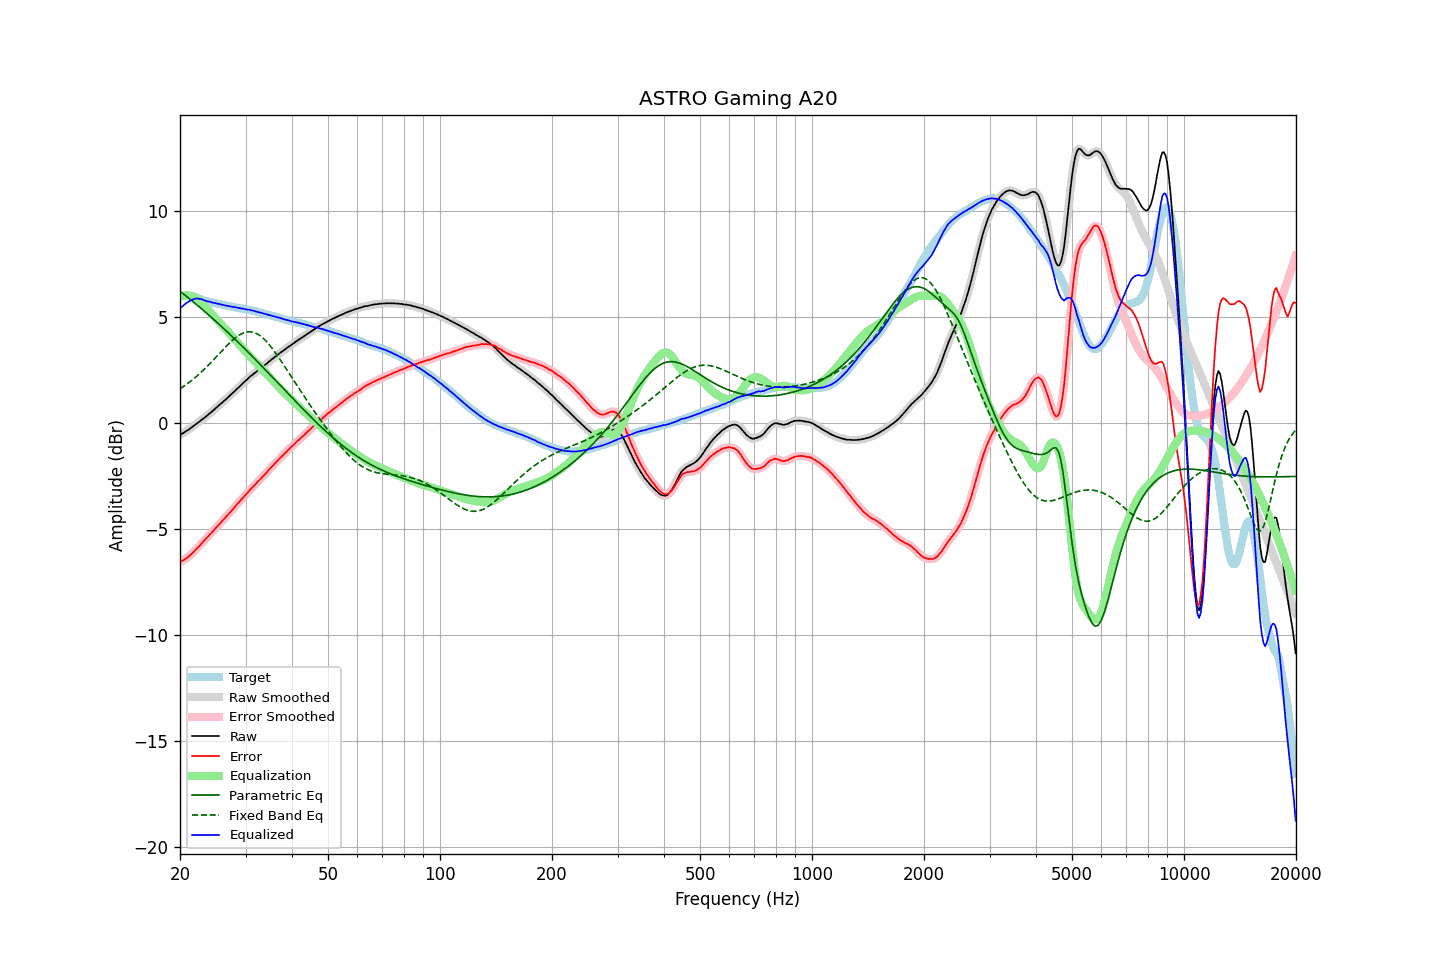 ASTRO Gaming A20
Amplitude (dBr)
10
5
0
−5
−10
−15
−20
Target
Raw Smoothed
Error Smoothed
Raw
Error
Equalization
Parametric Eq
Fixed Band Eq
Equalized
20 50 100 200 500 1000 2000 5000 10000 20000
Frequency (Hz)